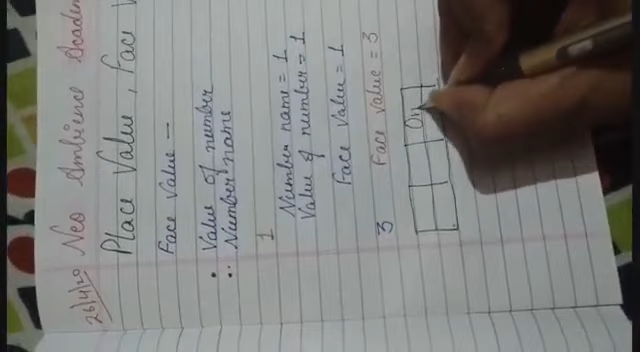 26/4/20 Neo Ambience Academ
Place Value, Face V
Face Value -
• Value of number
∴ Number name
1
Number name = 1
Value of number = 1
Face Value = 1
3 Face Value = 3
On